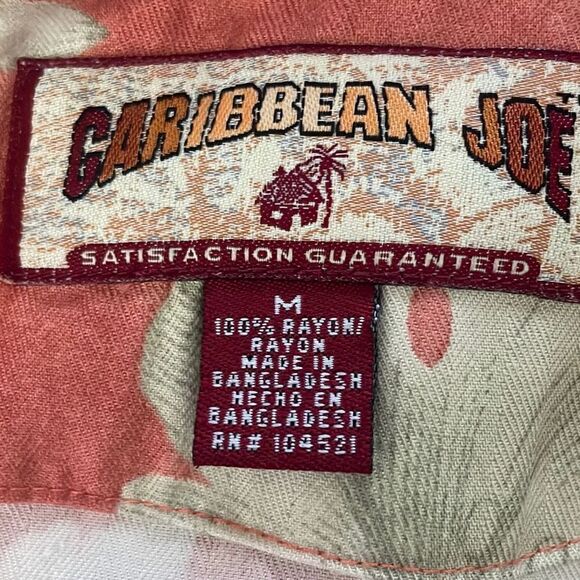 CARIBBEAN JOE
SATISFACTION GUARANTEED
M
100% RAYON/
RAYON
MADE IN
BANGLADESH
HECHO EN
BANGLADESH
RN# 104521